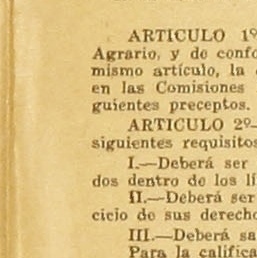 ARTICULO 1º
Agrario, y de confo
mismo artículo, la
en las Comisiones
guientes preceptos.
ARTICULO 2º—
siguientes requisitos
I.—Deberá ser
dos dentro de los lí
II.—Deberá ser
cicio de sus derecho
III.—Deberá sa
Para la califica